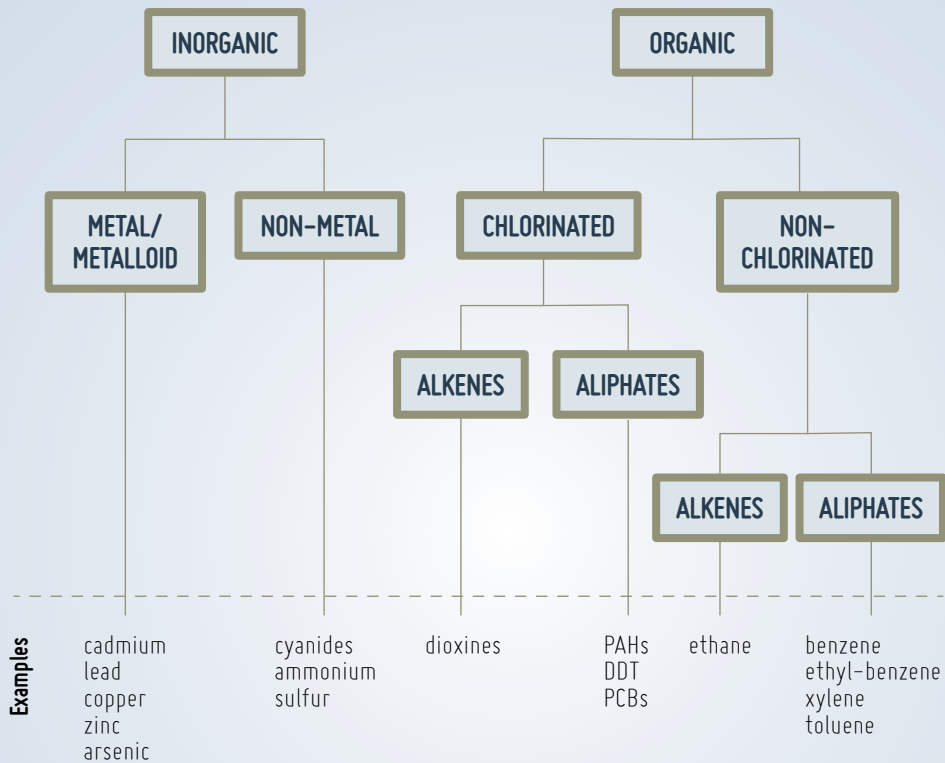 INORGANIC
ORGANIC
METAL/
METALLOID
NON-METAL
CHLORINATED
NON-
CHLORINATED
ALKENES
ALIPHATES
ALKENES
ALIPHATES
Examples
cadmium
lead
copper
zinc
arsenic
cyanides
ammonium
sulfur
dioxines
PAHs
DDT
PCBs
ethane
benzene
ethyl-benzene
xylene
toluene